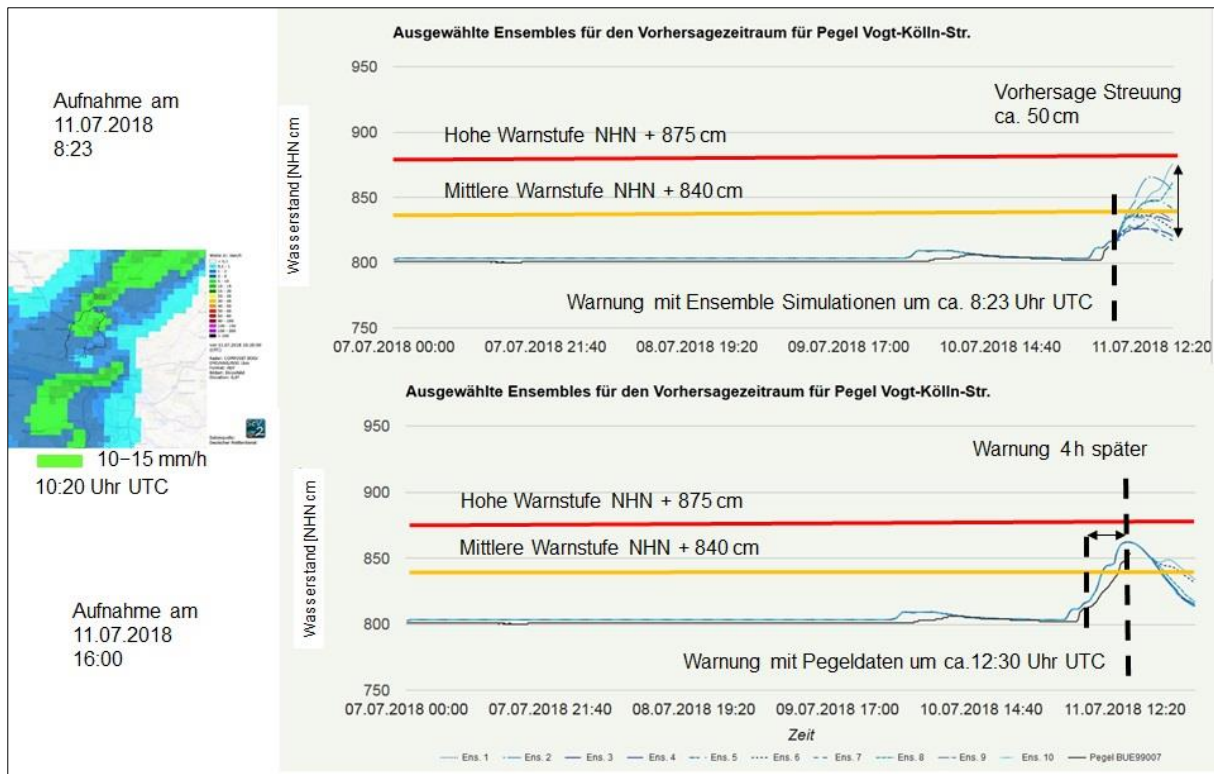 Aufnahme am
11.07.2018
8:23
10−15 mm/h
10:20 Uhr UTC
Aufnahme am
11.07.2018
16:00
Ausgewählte Ensembles für den Vorhersagezeitraum für Pegel Vogt-Kölln-Str.
Wasserstand [NHN cm
950
900
850
800
750
Vorhersage Streuung
ca. 50 cm
Hohe Warnstufe NHN + 875 cm
Mittlere Warnstufe NHN + 840 cm
Warnung mit Ensemble Simulationen um ca. 8:23 Uhr UTC
07.07.2018 00:00 07.07.2018 21:40 08.07.2018 19:20 09.07.2018 17:00 10.07.2018 14:40 11.07.2018 12:20
Ausgewählte Ensembles für den Vorhersagezeitraum für Pegel Vogt-Kölln-Str.
Wasserstand [NHN cm
950
900
850
800
750
Warnung 4h später
Hohe Warnstufe NHN + 875 cm
Mittlere Warnstufe NHN + 840 cm
Warnung mit Pegeldaten um ca.12:30 Uhr UTC
07.07.2018 00:00 07.07.2018 21:40 08.07.2018 19:20 09.07.2018 17:00 10.07.2018 14:40 11.07.2018 12:20
Zeit
Ens. 1 Ens. 2 Ens. 3 Ens. 4 Ens. 5 Ens. 6 Ens. 7 Ens. 8 Ens. 9 Ens. 10 Pegel BUE99007